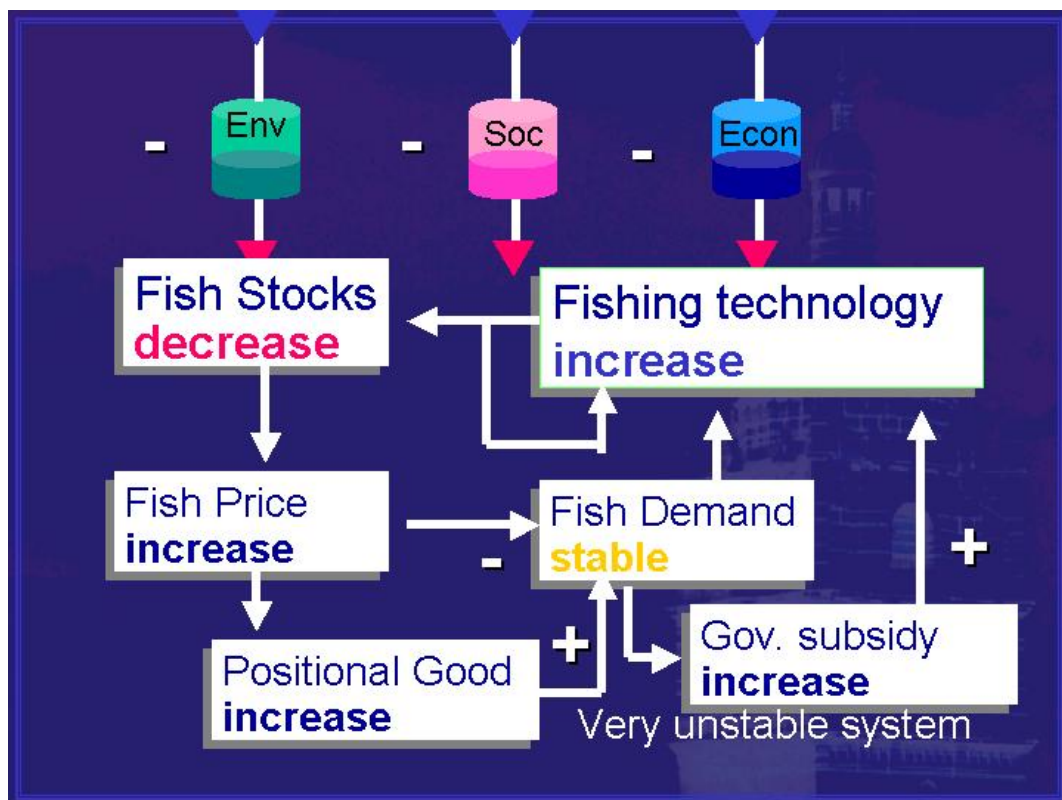 Env
Soc
Econ
-
-
-
Fish Stocks
decrease
Fishing technology
increase
Fish Price
increase
-
Fish Demand
stable
+
Positional Good
increase
+
Gov. subsidy
increase
Very unstable system